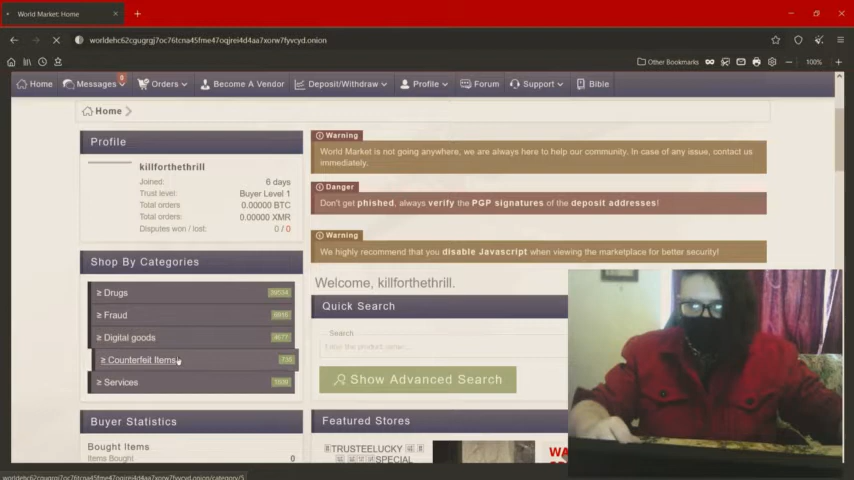 World Market: Home
worldehc62cgugrgj7oc76tcna45fme47oqjrei4d4aa7xorw7fyvcyd.onion
Other Bookmarks
100%
Home
Messages
0
Orders
Become A Vendor
Deposit/Withdraw
Profile
Forum
Support
Bible
Home
Profile
killforthethrill
Joined: 6 days
Trust level: Buyer Level 1
Total orders 0.00000 BTC
Total orders: 0.00000 XMR
Disputes won / lost: 0 / 0
Warning
World Market is not going anywhere, we are always here to help our community. In case of any issue, contact us
immediately.
Danger
Don't get phished, always verify the PGP signatures of the deposit addresses!
Warning
We highly recommend that you disable Javascript when viewing the marketplace for better security!
Shop By Categories
≥ Drugs
≥ Fraud
≥ Digital goods
≥ Counterfeit Items
≥ Services
Welcome, killforthethrill.
Quick Search
Search
Show Advanced Search
Buyer Statistics
Bought Items
Items Bought 0
Featured Stores
TRUSTEELUCKY
SPECIAL